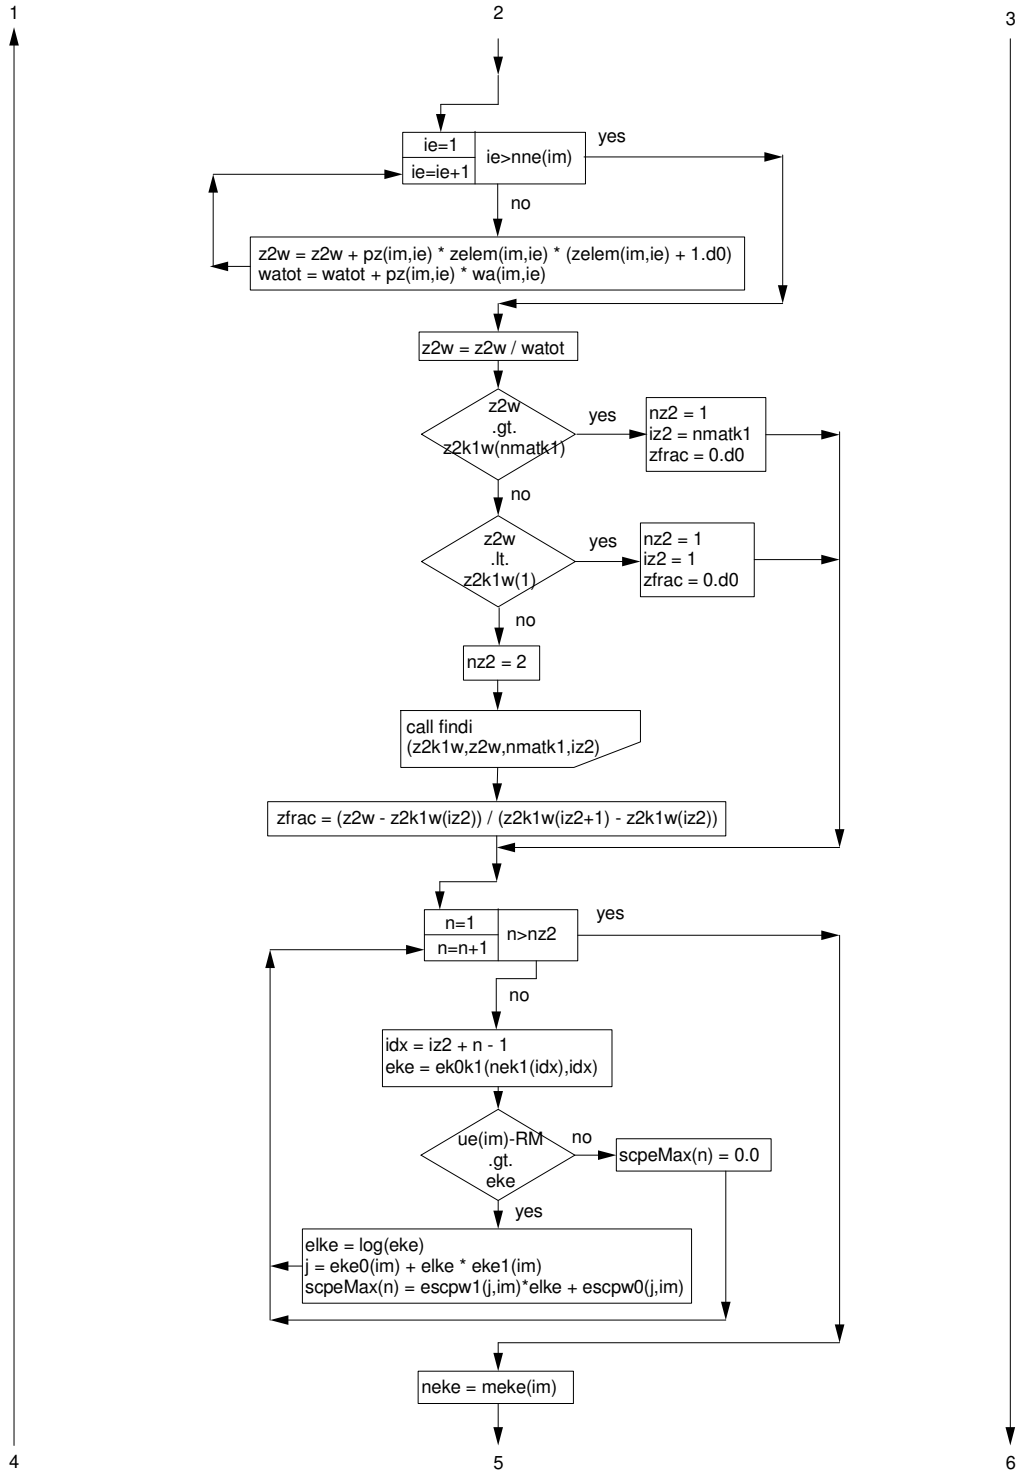 1
2
3
ie=1
ie=ie+1
ie>nne(im)
yes
no
z2w = z2w + pz(im,ie) * zelem(im,ie) * (zelem(im,ie) + 1.d0)
watot = watot + pz(im,ie) * wa(im,ie)
z2w = z2w / watot
z2w
.gt.
z2k1w(nmatk1)
yes
nz2 = 1
iz2 = nmatk1
zfrac = 0.d0
no
z2w
.lt.
z2k1w(1)
yes
nz2 = 1
iz2 = 1
zfrac = 0.d0
no
nz2 = 2
call findi
(z2k1w,z2w,nmatk1,iz2)
zfrac = (z2w - z2k1w(iz2)) / (z2k1w(iz2+1) - z2k1w(iz2))
n=1
n=n+1
n>nz2
yes
no
idx = iz2 + n - 1
eke = ek0k1(nek1(idx),idx)
ue(im)-RM
.gt.
eke
no
scpeMax(n) = 0.0
yes
elke = log(eke)
j = eke0(im) + elke * eke1(im)
scpeMax(n) = escpw1(j,im)*elke + escpw0(j,im)
neke = meke(im)
4
5
6